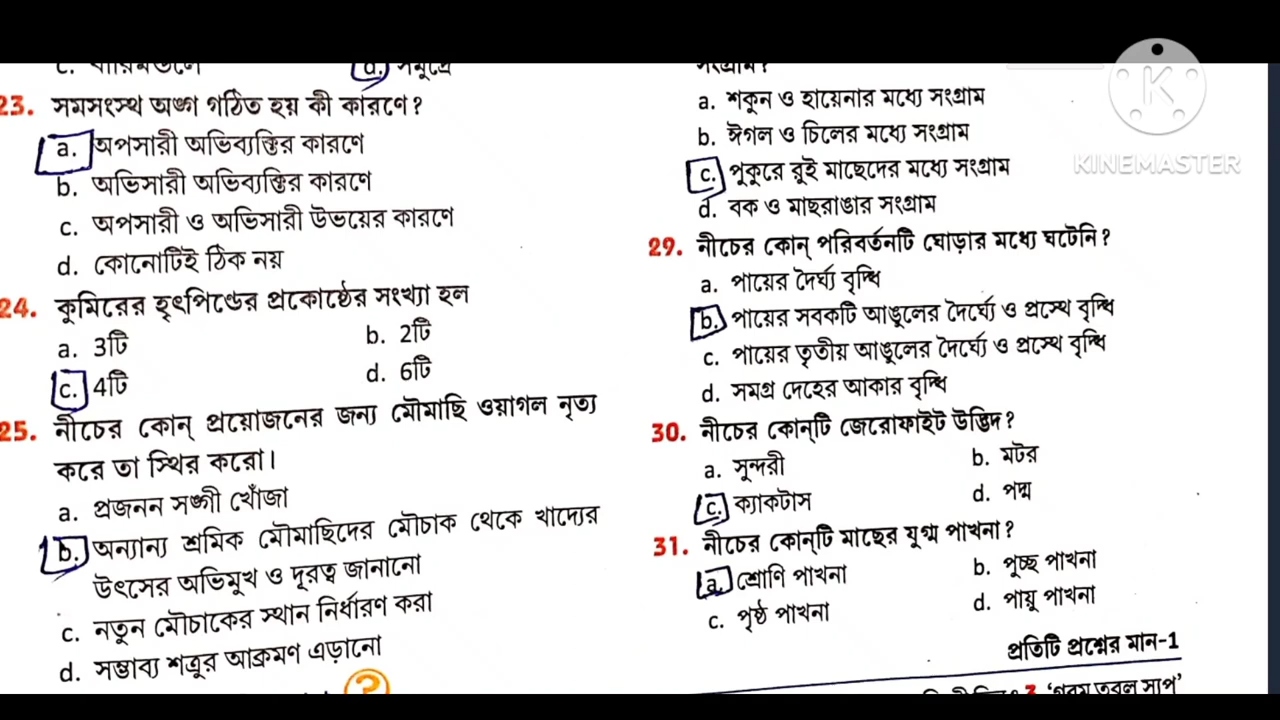 d. সমুদ্রে
23. সমসংস্থ অঙ্গ গঠিত হয় কী কারণে?
a. অপসারী অভিব্যক্তির কারণে
b. অভিসারী অভিব্যক্তির কারণে
c. অপসারী ও অভিসারী উভয়ের কারণে
d. কোনোটিই ঠিক নয়
24. কুমিরের হৃৎপিণ্ডের প্রকোষ্ঠের সংখ্যা হল
a. 3টি b. 2টি
c. 4টি d. 6টি
25. নীচের কোন্ প্রয়োজনের জন্য মৌমাছি ওয়াগল নৃত্য
করে তা স্থির করো।
a. প্রজনন সঙ্গী খোঁজা
b. অন্যান্য শ্রমিক মৌমাছিদের মৌচাক থেকে খাদ্যের
উৎসের অভিমুখ ও দূরত্ব জানানো
c. নতুন মৌচাকের স্থান নির্ধারণ করা
d. সম্ভাব্য শত্রুর আক্রমণ এড়ানো
?
সংগ্রাম?
a. শকুন ও হায়েনার মধ্যে সংগ্রাম
b. ঈগল ও চিলের মধ্যে সংগ্রাম
c. পুকুরে রুই মাছেদের মধ্যে সংগ্রাম
d. বক ও মাছরাঙার সংগ্রাম
29. নীচের কোন্ পরিবর্তনটি ঘোড়ার মধ্যে ঘটেনি?
a. পায়ের দৈর্ঘ্য বৃদ্ধি
b. পায়ের সবকটি আঙুলের দৈর্ঘ্যে ও প্রস্থে বৃদ্ধি
c. পায়ের তৃতীয় আঙুলের দৈর্ঘ্যে ও প্রস্থে বৃদ্ধি
d. সমগ্র দেহের আকার বৃদ্ধি
30. নীচের কোন্‌টি জেরোফাইট উদ্ভিদ?
a. সুন্দরী b. মটর
c. ক্যাকটাস d. পদ্ম
31. নীচের কোন্‌টি মাছের যুগ্ম পাখনা?
a. শ্রোণি পাখনা b. পুচ্ছ পাখনা
c. পৃষ্ঠ পাখনা d. পায়ু পাখনা
প্রতিটি প্রশ্নের মান-1
K
KINEMASTER